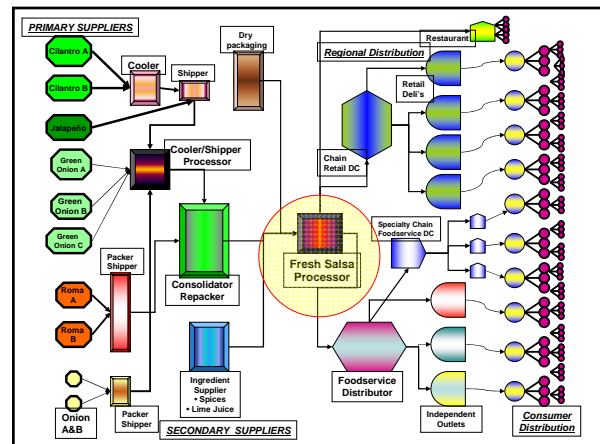 PRIMARY SUPPLIERS
Cilantro A
Cilantro B
Jalapeño
Green
Onion A
Green
Onion B
Green
Onion C
Roma
A
Roma
B
Onion
A&B
Cooler
Shipper
Cooler/Shipper
Processor
Packer
Shipper
Packer
Shipper
Consolidator
Repacker
Dry
packaging
Ingredient
Supplier
• Spices
• Lime Juice
SECONDARY SUPPLIERS
Fresh Salsa
Processor
Regional Distribution
Restaurant
Retail
Deli's
Chain
Retail DC
Specialty Chain
Foodservice DC
Foodservice
Distributor
Independent
Outlets
Consumer
Distribution